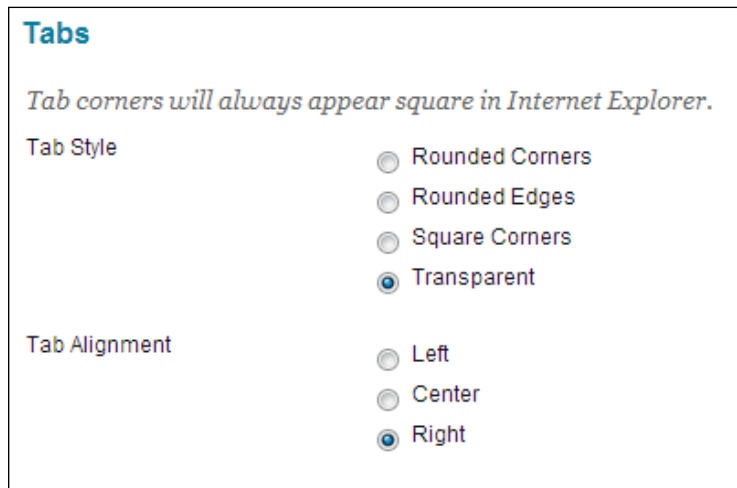 Tabs
Tab corners will always appear square in Internet Explorer.
Tab Style
Rounded Corners
Rounded Edges
Square Corners
Transparent
Tab Alignment
Left
Center
Right